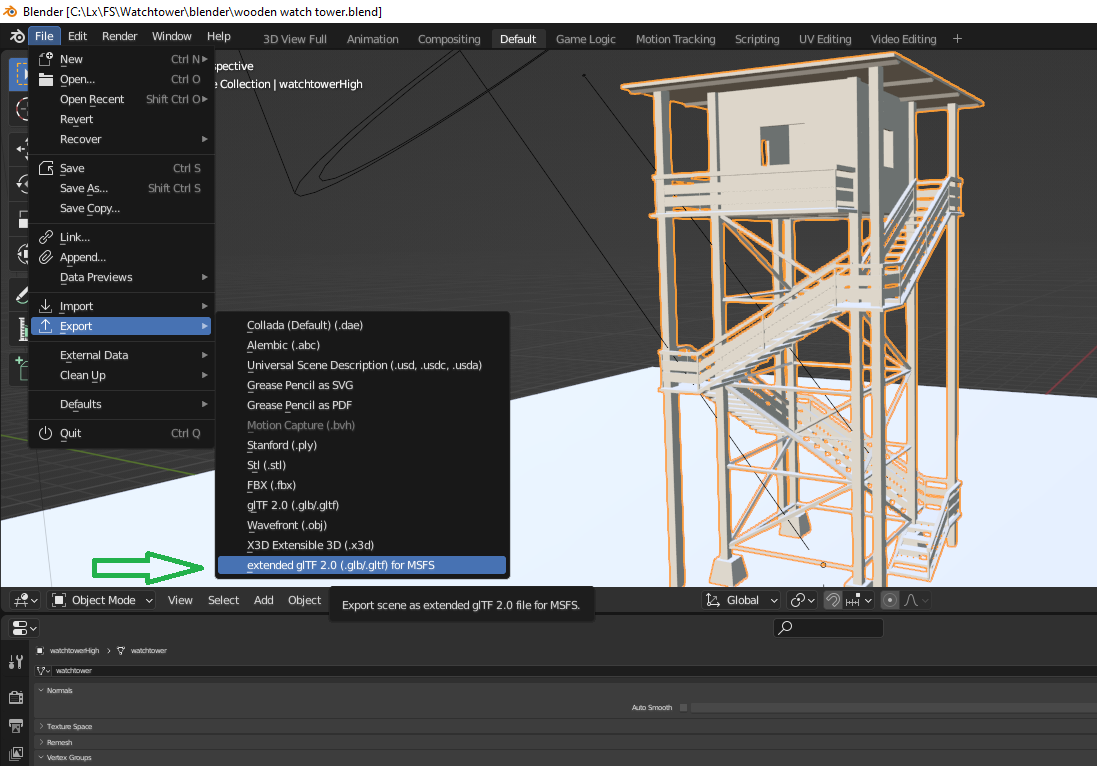 Blender [C:\Lx\FS\Watchtower\blender\wooden watch tower.blend]
File Edit Render Window Help 3D View Full Animation Compositing Default Game Logic Motion Tracking Scripting UV Editing Video Editing +
spective
e Collection | watchtowerHigh
New Ctrl N
Open... Ctrl O
Open Recent Shift Ctrl O
Revert
Recover
Save Ctrl S
Save As... Shift Ctrl S
Save Copy...
Link...
Append...
Data Previews
Import
Export
External Data
Clean Up
Defaults
Quit Ctrl Q
Collada (Default) (.dae)
Alembic (.abc)
Universal Scene Description (.usd, .usdc, .usda)
Grease Pencil as SVG
Grease Pencil as PDF
Motion Capture (.bvh)
Stanford (.ply)
Stl (.stl)
FBX (.fbx)
glTF 2.0 (.glb/.gltf)
Wavefront (.obj)
X3D Extensible 3D (.x3d)
extended glTF 2.0 (.glb/.gltf) for MSFS
Object Mode View Select Add Object Global
Export scene as extended glTF 2.0 file for MSFS.
watchtowerHigh > watchtower
watchtower
Normals
Auto Smooth
Texture Space
Remesh
Vertex Groups